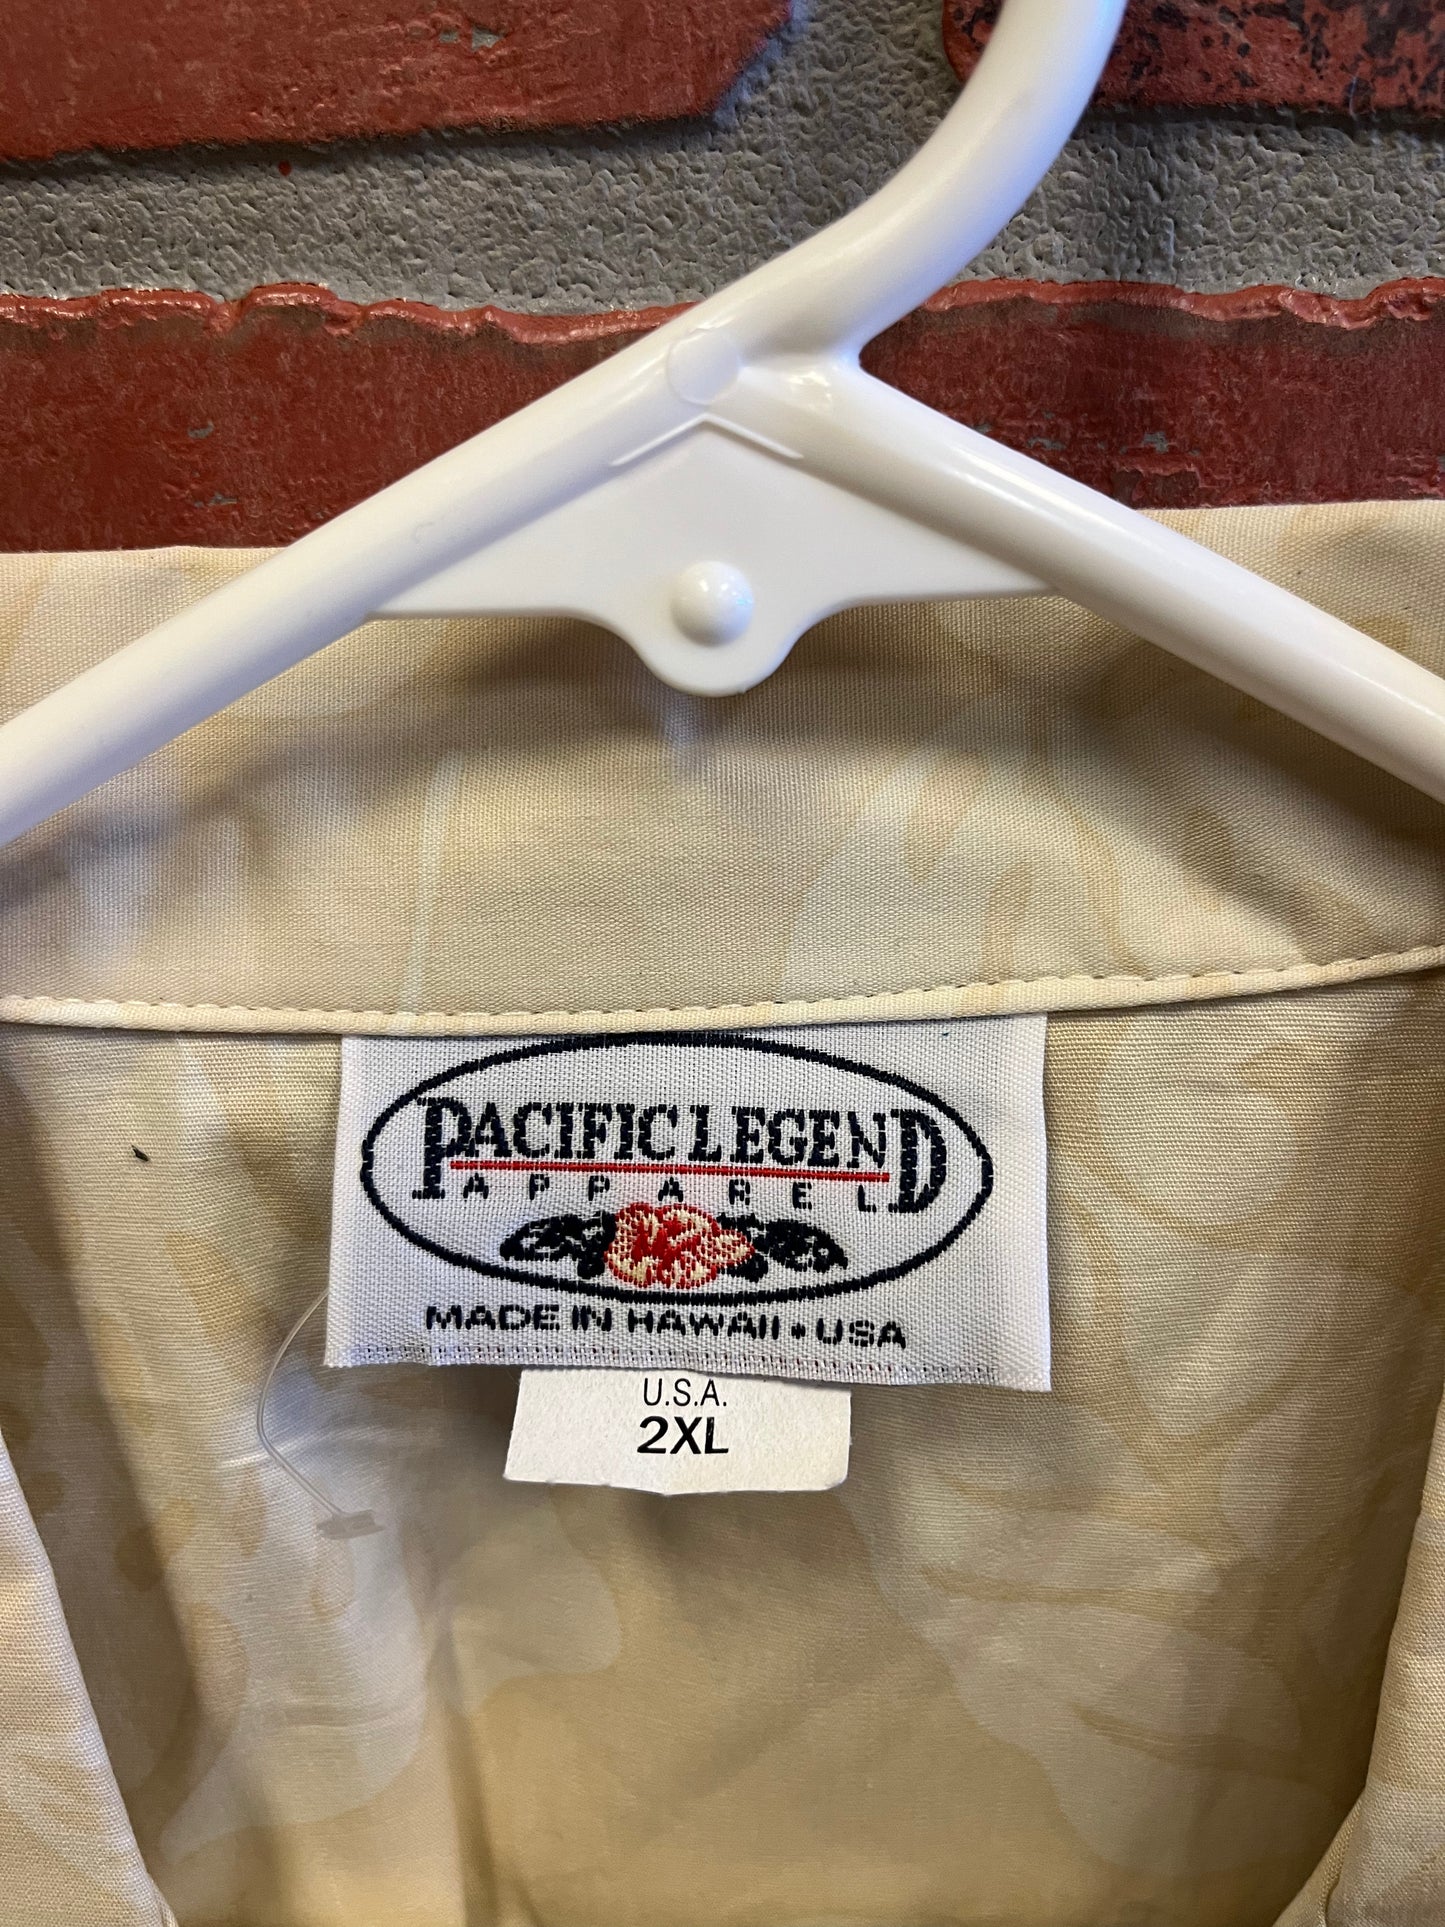 PACIFIC LEGEND
APPAREL
MADE IN HAWAII • USA
U.S.A.
2XL